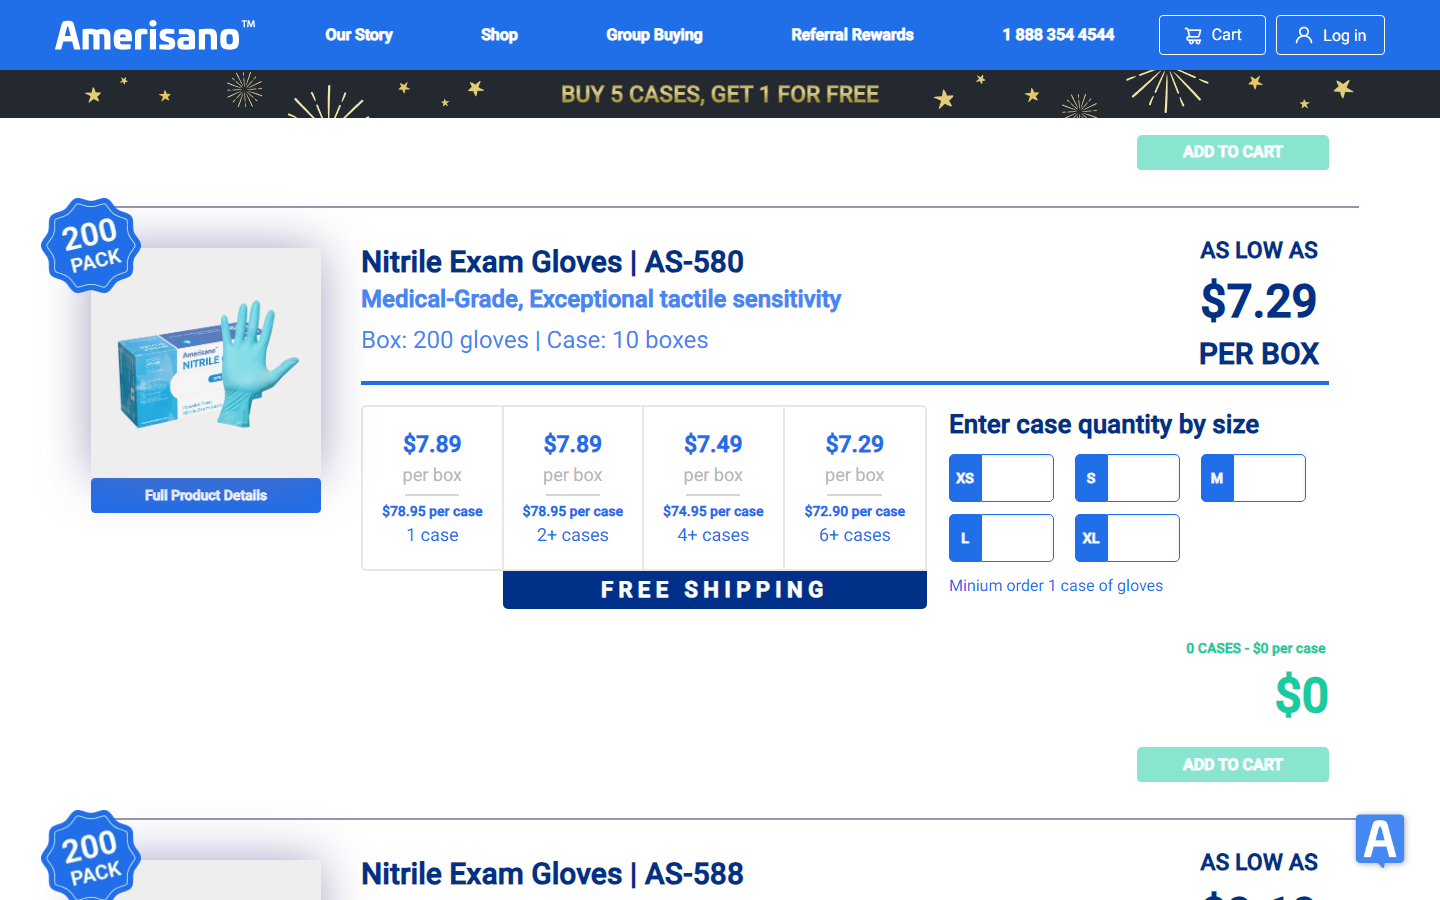 Amerisano™
Our Story
Shop
Group Buying
Referral Rewards
1 888 354 4544
Cart
Log in
BUY 5 CASES, GET 1 FOR FREE
ADD TO CART
200
PACK
Nitrile Exam Gloves | AS-580
Medical-Grade, Exceptional tactile sensitivity
Box: 200 gloves | Case: 10 boxes
AS LOW AS
$7.29
PER BOX
Amerisano
NITRILE
Full Product Details
$7.89
per box
$78.95 per case
1 case
$7.89
per box
$78.95 per case
2+ cases
$7.49
per box
$74.95 per case
4+ cases
$7.29
per box
$72.90 per case
6+ cases
FREE SHIPPING
Enter case quantity by size
XS
S
M
L
XL
Minium order 1 case of gloves
0 CASES - $0 per case
$0
ADD TO CART
200
PACK
Nitrile Exam Gloves | AS-588
AS LOW AS
A